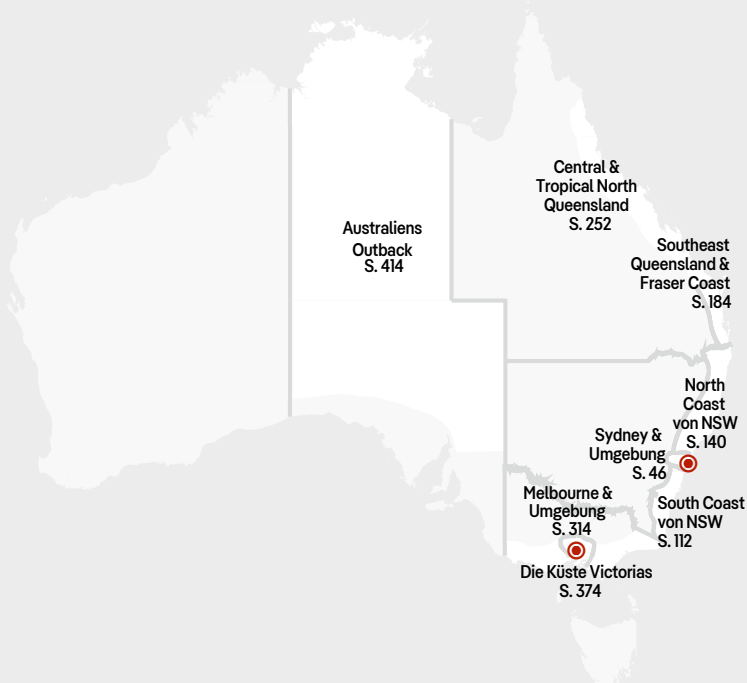 Central &
Tropical North
Queensland
S. 252
Australiens
Outback
S. 414
Southeast
Queensland &
Fraser Coast
S. 184
North
Coast
von NSW
S. 140
Sydney &
Umgebung
S. 46
Melbourne &
Umgebung
S. 314
South Coast
von NSW
S. 112
Die Küste Victorias
S. 374